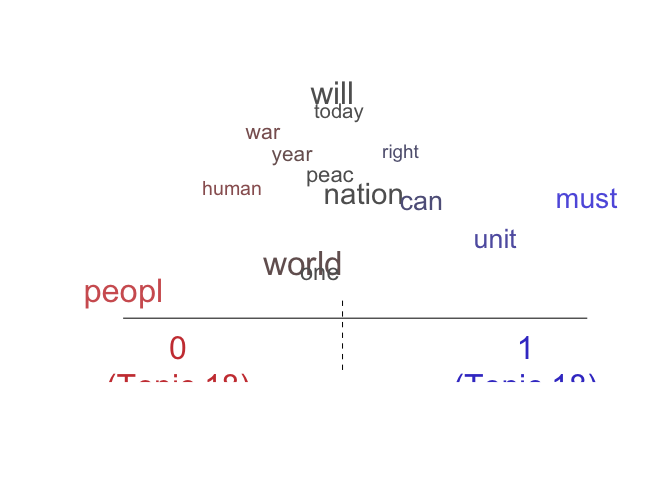 will
today
war
year
right
peac
human
nation
can
must
unit
world
one
peopl
0
1
(Topic 18)
(Topic 18)